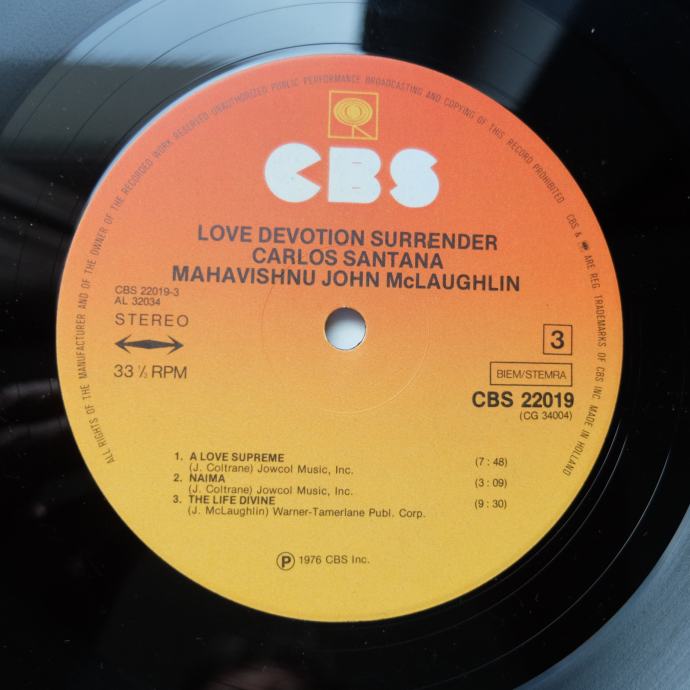 ALL RIGHTS OF THE MANUFACTURER AND OF THE OWNER OF THE RECORDED WORK RESERVED · UNAUTHORIZED PUBLIC PERFORMANCE BROADCASTING AND COPYING OF THIS RECORD PROHIBITED CBS & ARE REG. TRADEMARKS OF CBS INC. MADE IN HOLLAND
CBS
LOVE DEVOTION SURRENDER
CARLOS SANTANA
MAHAVISHNU JOHN McLAUGHLIN
CBS 22019-3
AL 32034
STEREO
33 ⅓ RPM
3
BIEM/STEMRA
CBS 22019
(CG 34004)
1. A LOVE SUPREME
(J. Coltrane) Jowcol Music, Inc. (7 : 48)
2. NAIMA
(J. Coltrane) Jowcol Music, Inc. (3 : 09)
3. THE LIFE DIVINE
(J. McLaughlin) Warner-Tamerlane Publ. Corp. (9 : 30)
℗ 1976 CBS Inc.